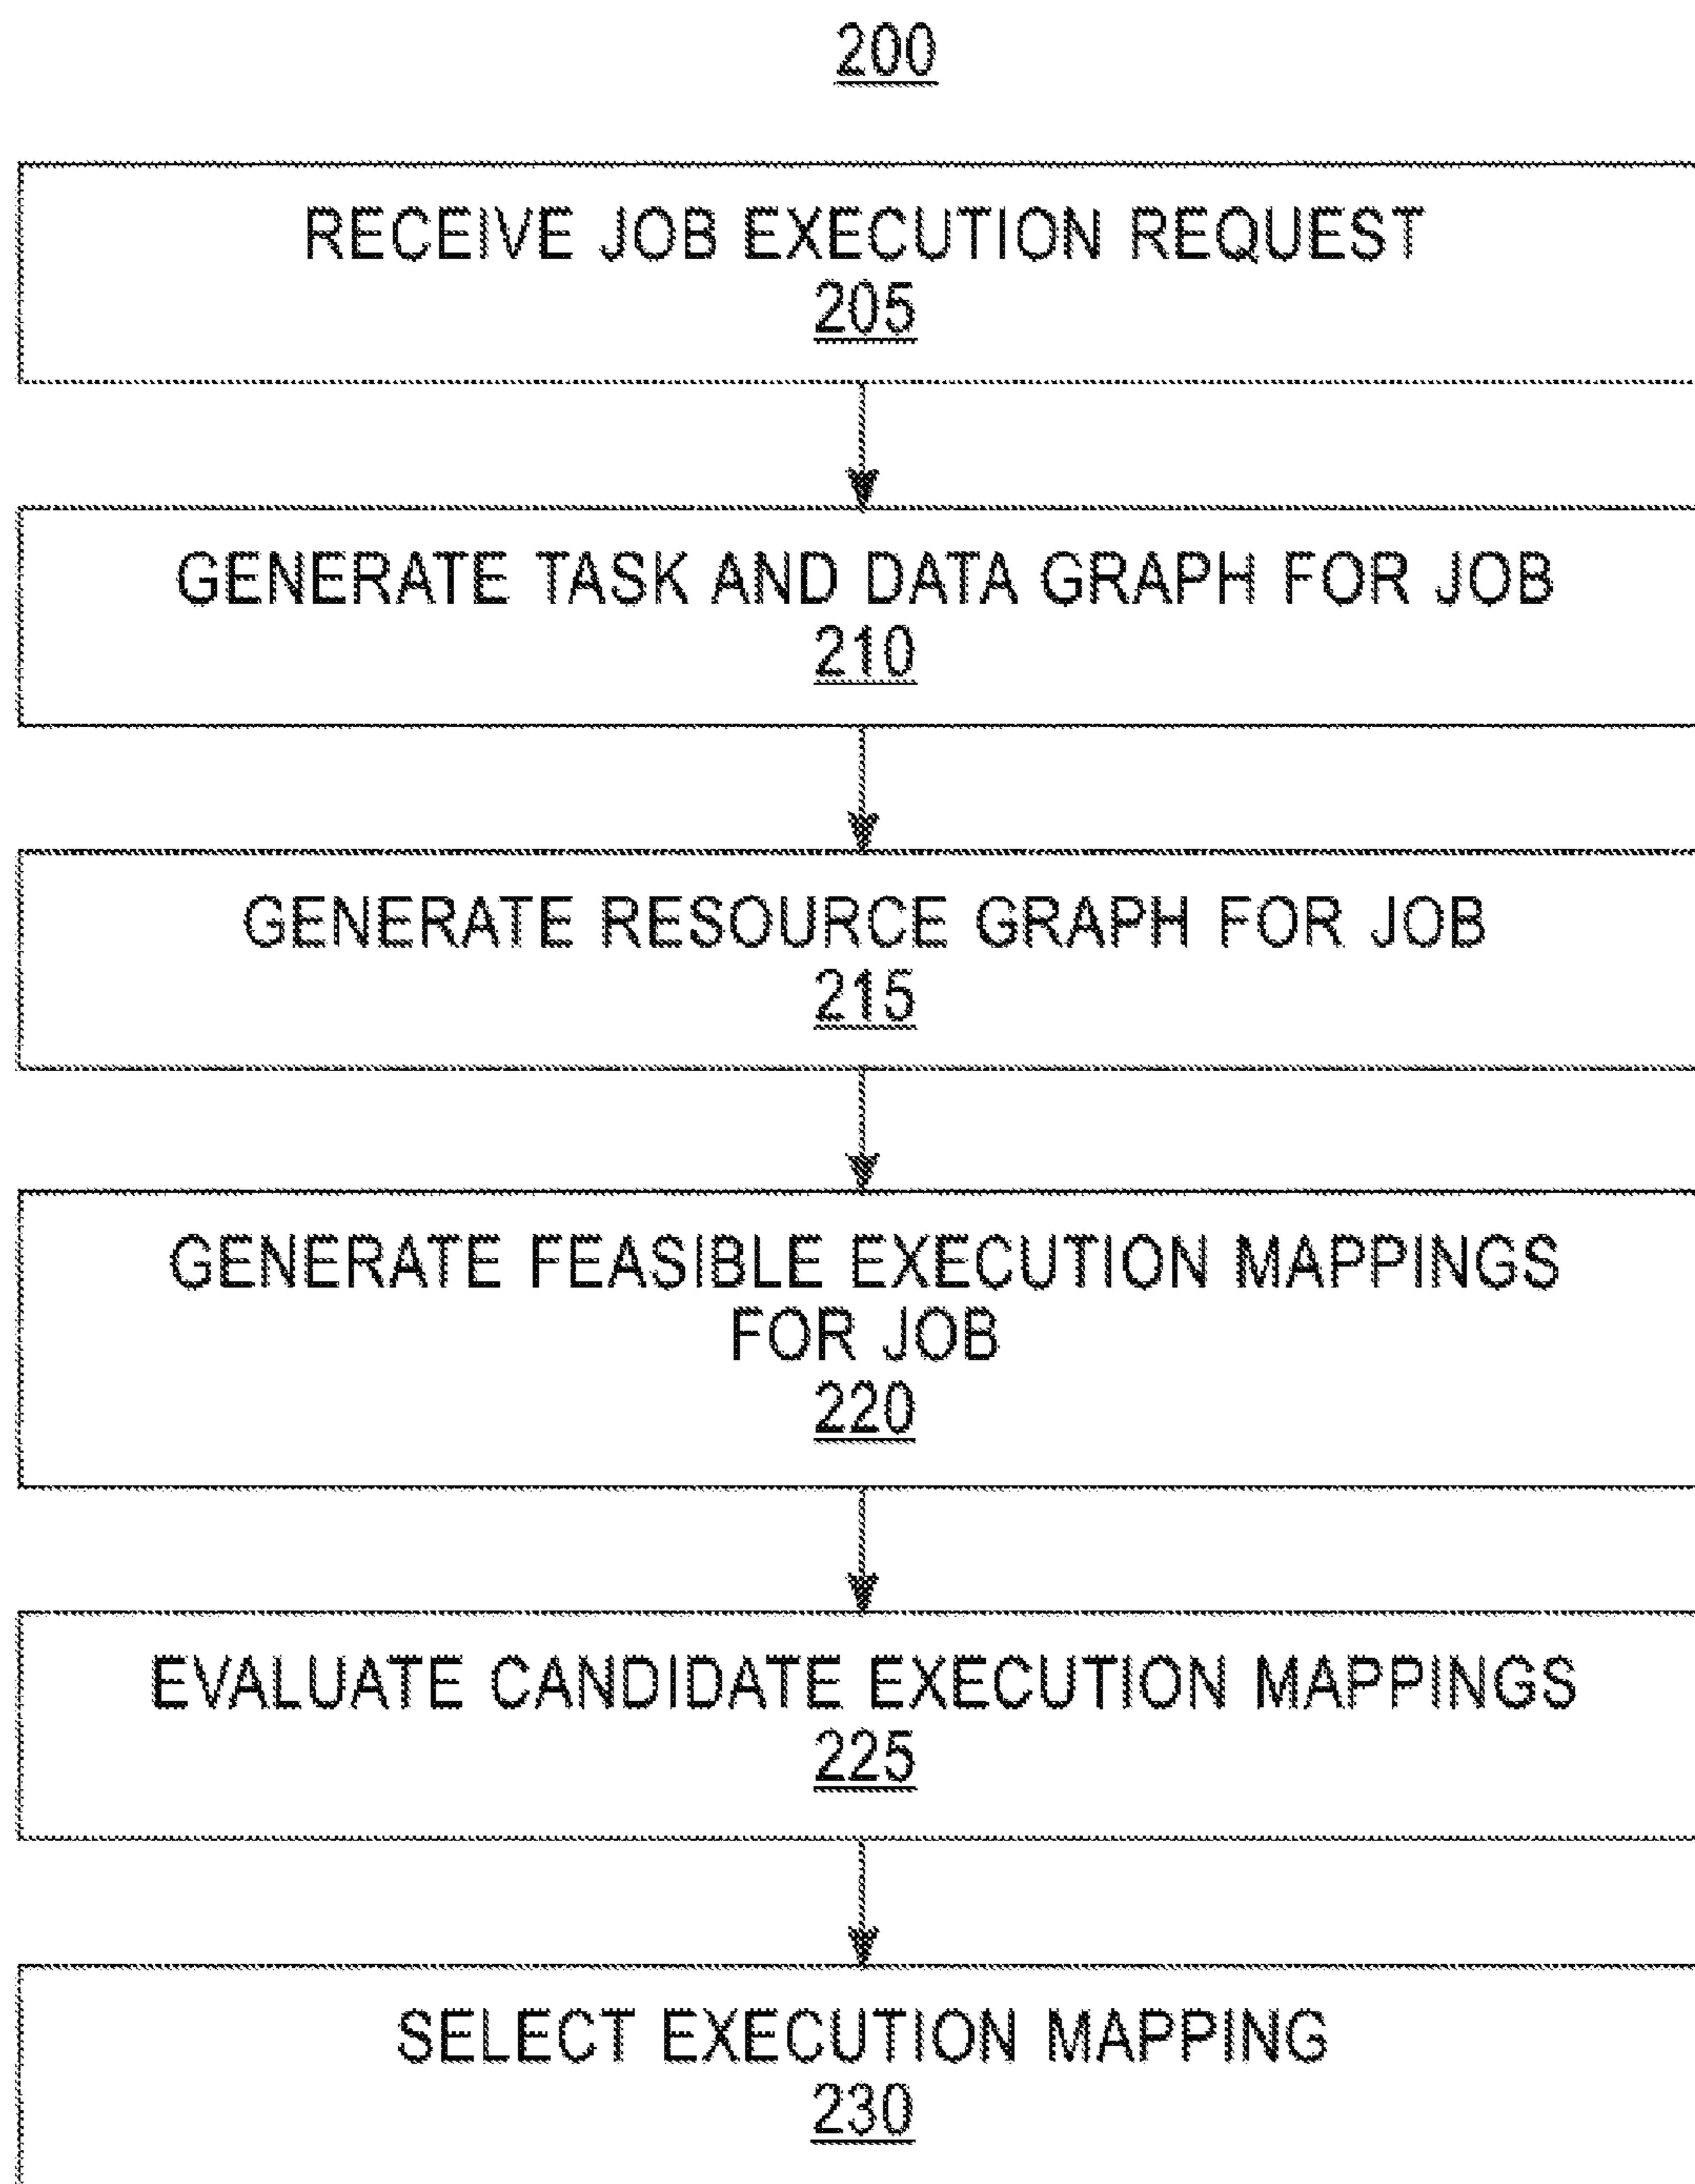 200
RECEIVE JOB EXECUTION REQUEST
205
GENERATE TASK AND DATA GRAPH FOR JOB
210
GENERATE RESOURCE GRAPH FOR JOB
215
GENERATE FEASIBLE EXECUTION MAPPINGS
FOR JOB
220
EVALUATE CANDIDATE EXECUTION MAPPINGS
225
SELECT EXECUTION MAPPING
230